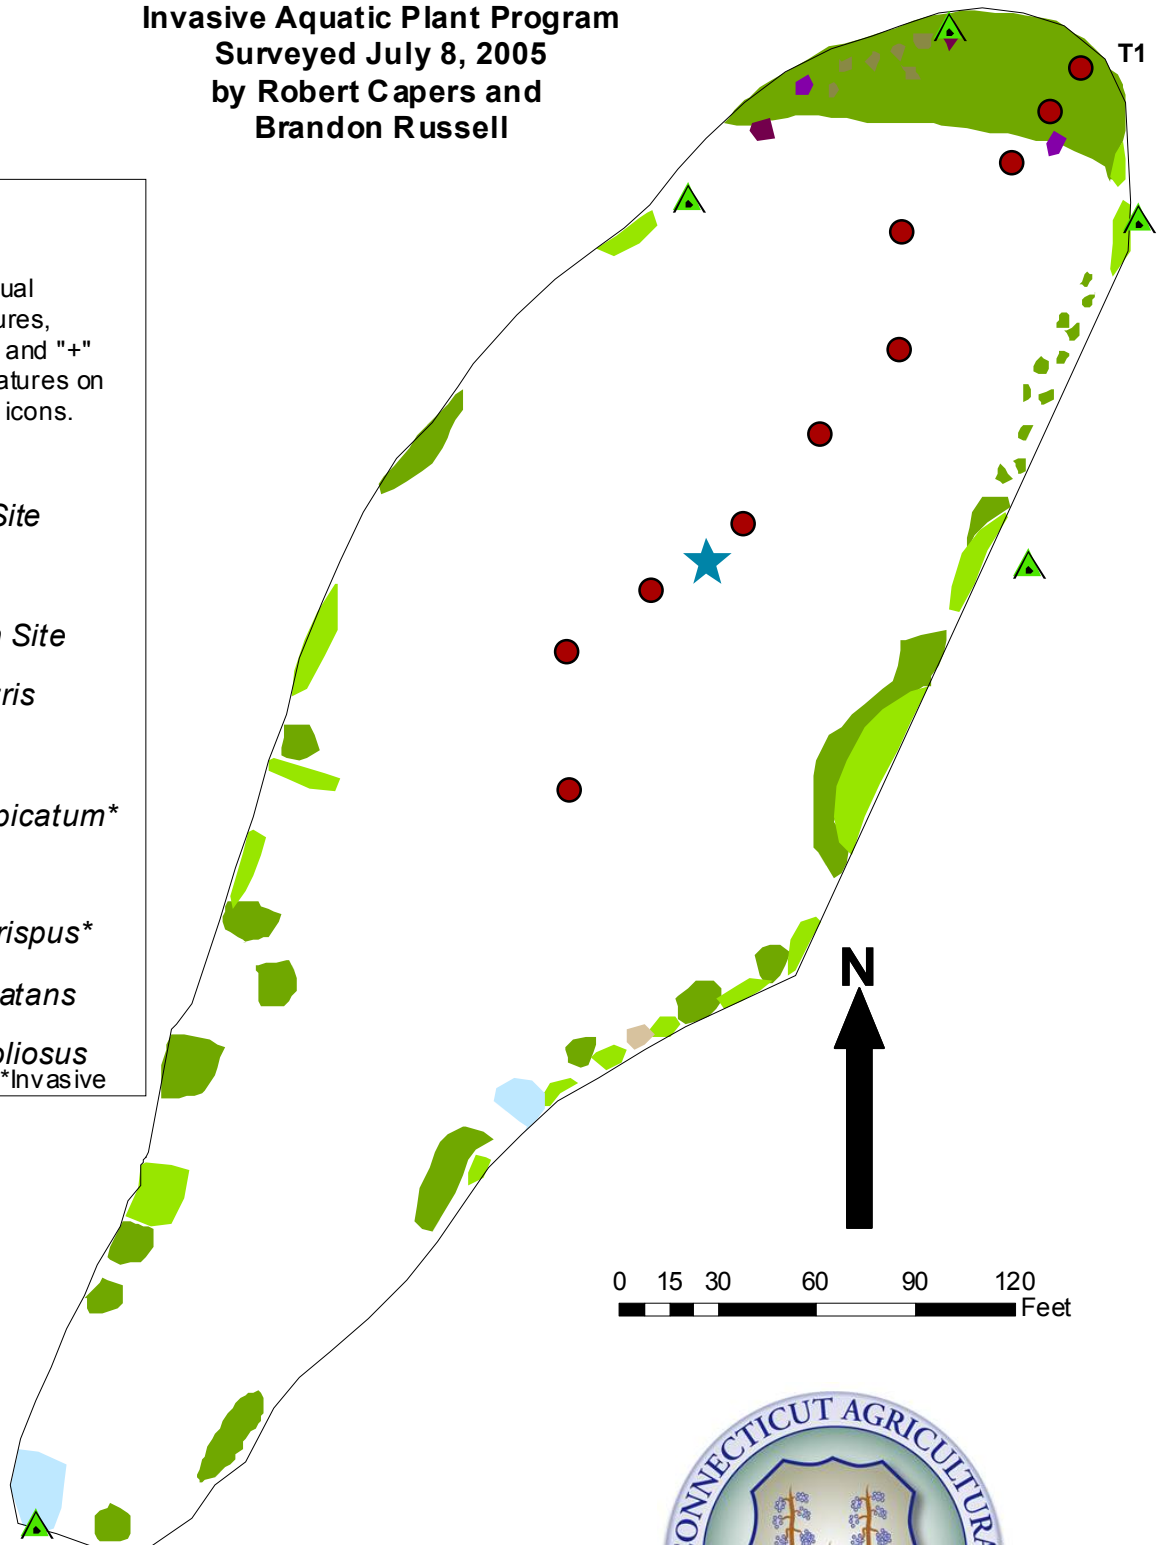 Invasive Aquatic Plant Program
Surveyed July 8, 2005
by Robert Capers and
Brandon Russell
T1
ual
ures,
and "+"
atures on
icons.
Site
Site
ris
picatum*
rispus*
atans
oliosus
*Invasive
N
0 15 30 60 90 120
Feet
CONNECTICUT AGRICULTURA